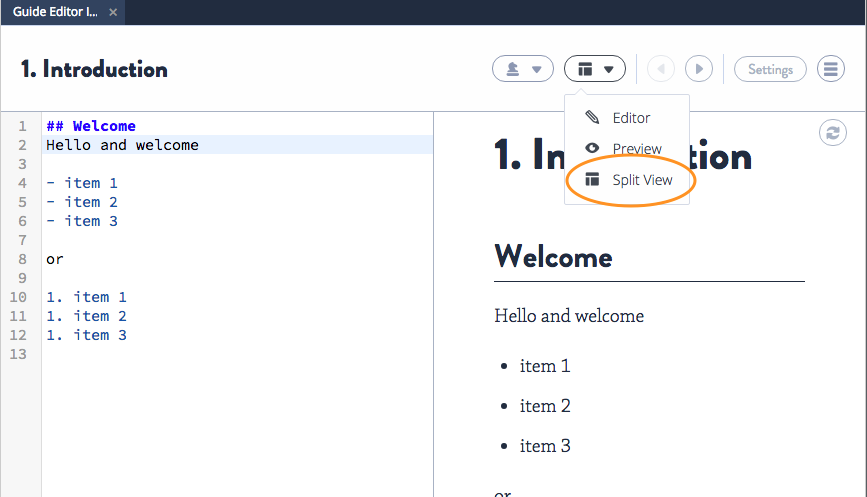 Guide Editor I... ×
1. Introduction
Settings
Editor
Preview
Split View
1 ## Welcome
2 Hello and welcome
3
4 - item 1
5 - item 2
6 - item 3
7
8 or
9
10 1. item 1
11 1. item 2
12 1. item 3
13
1. In tion
Welcome
Hello and welcome
• item 1
• item 2
• item 3
or